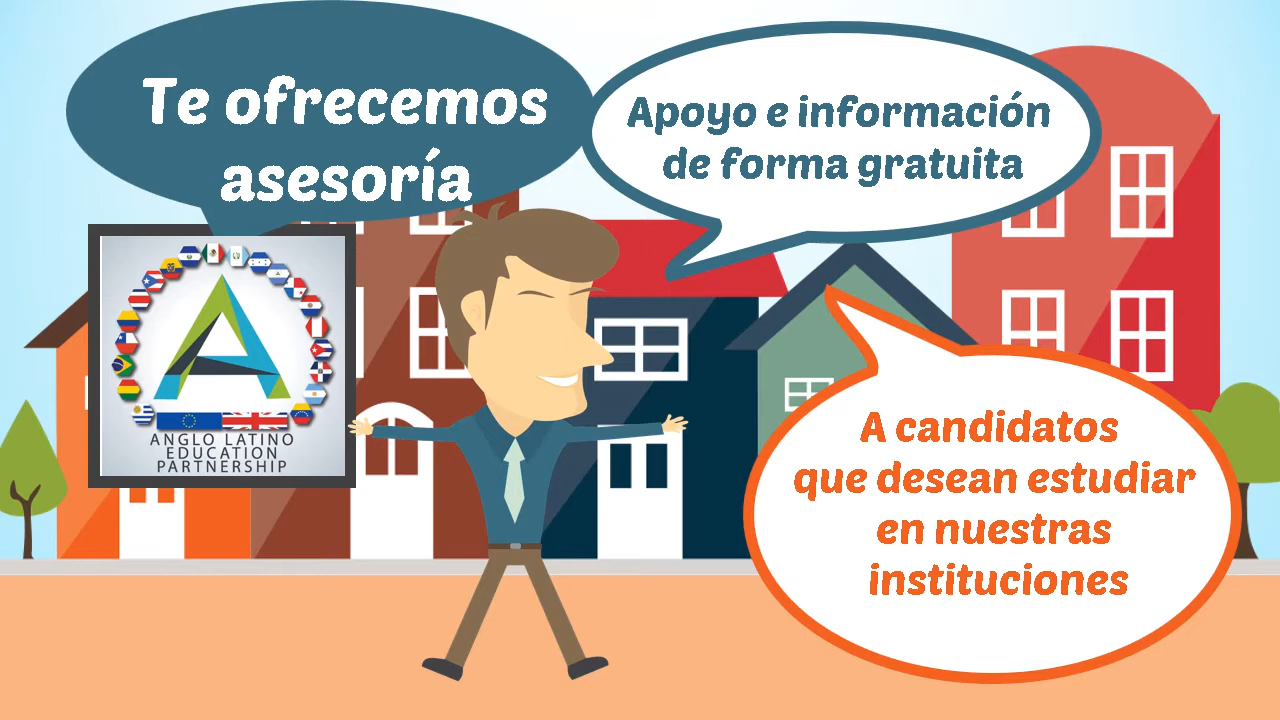 Te ofrecemos
asesoría
Apoyo e información
de forma gratuita
ANGLO LATINO
EDUCATION
PARTNERSHIP
A candidatos
que desean estudiar
en nuestras
instituciones